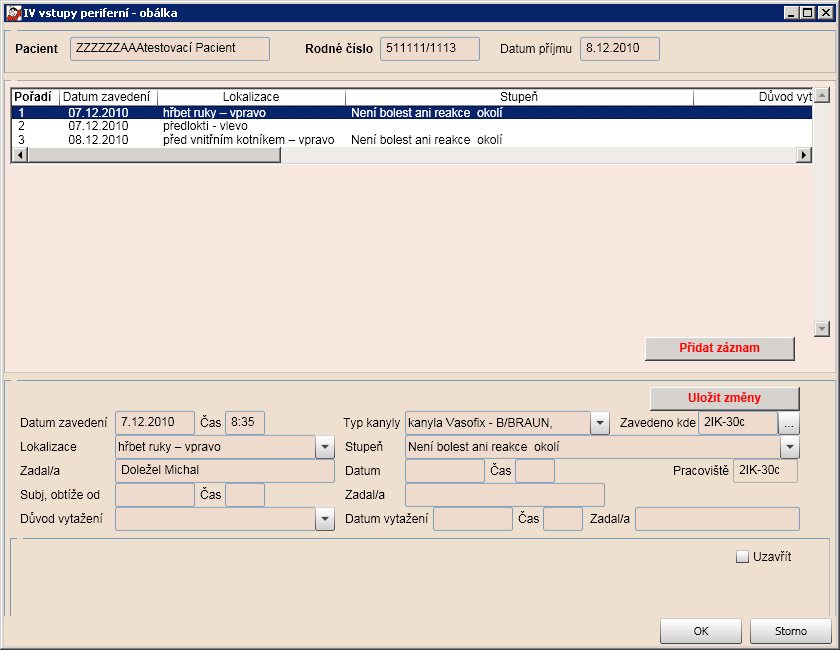 IV vstupy periferní - obálka
Pacient ZZZZZZAAAtestovací Pacient Rodné číslo 511111/1113 Datum příjmu 8.12.2010
Pořadí Datum zavedení Lokalizace Stupeň Důvod vyt
1 07.12.2010 hřbet ruky – vpravo Není bolest ani reakce okolí
2 07.12.2010 předloktí - vlevo
3 08.12.2010 před vnitřním kotníkem – vpravo Není bolest ani reakce okolí
Přidat záznam
Uložit změny
Datum zavedení 7.12.2010 Čas 8:35 Typ kanyly kanyla Vasofix - B/BRAUN, Zavedeno kde 2IK-30c ...
Lokalizace hřbet ruky – vpravo Stupeň Není bolest ani reakce okolí
Zadal/a Doležel Michal Datum Čas Pracoviště 2IK-30c
Subj, obtíže od Čas Zadal/a
Důvod vytažení Datum vytažení Čas Zadal/a
Uzavřít
OK Storno